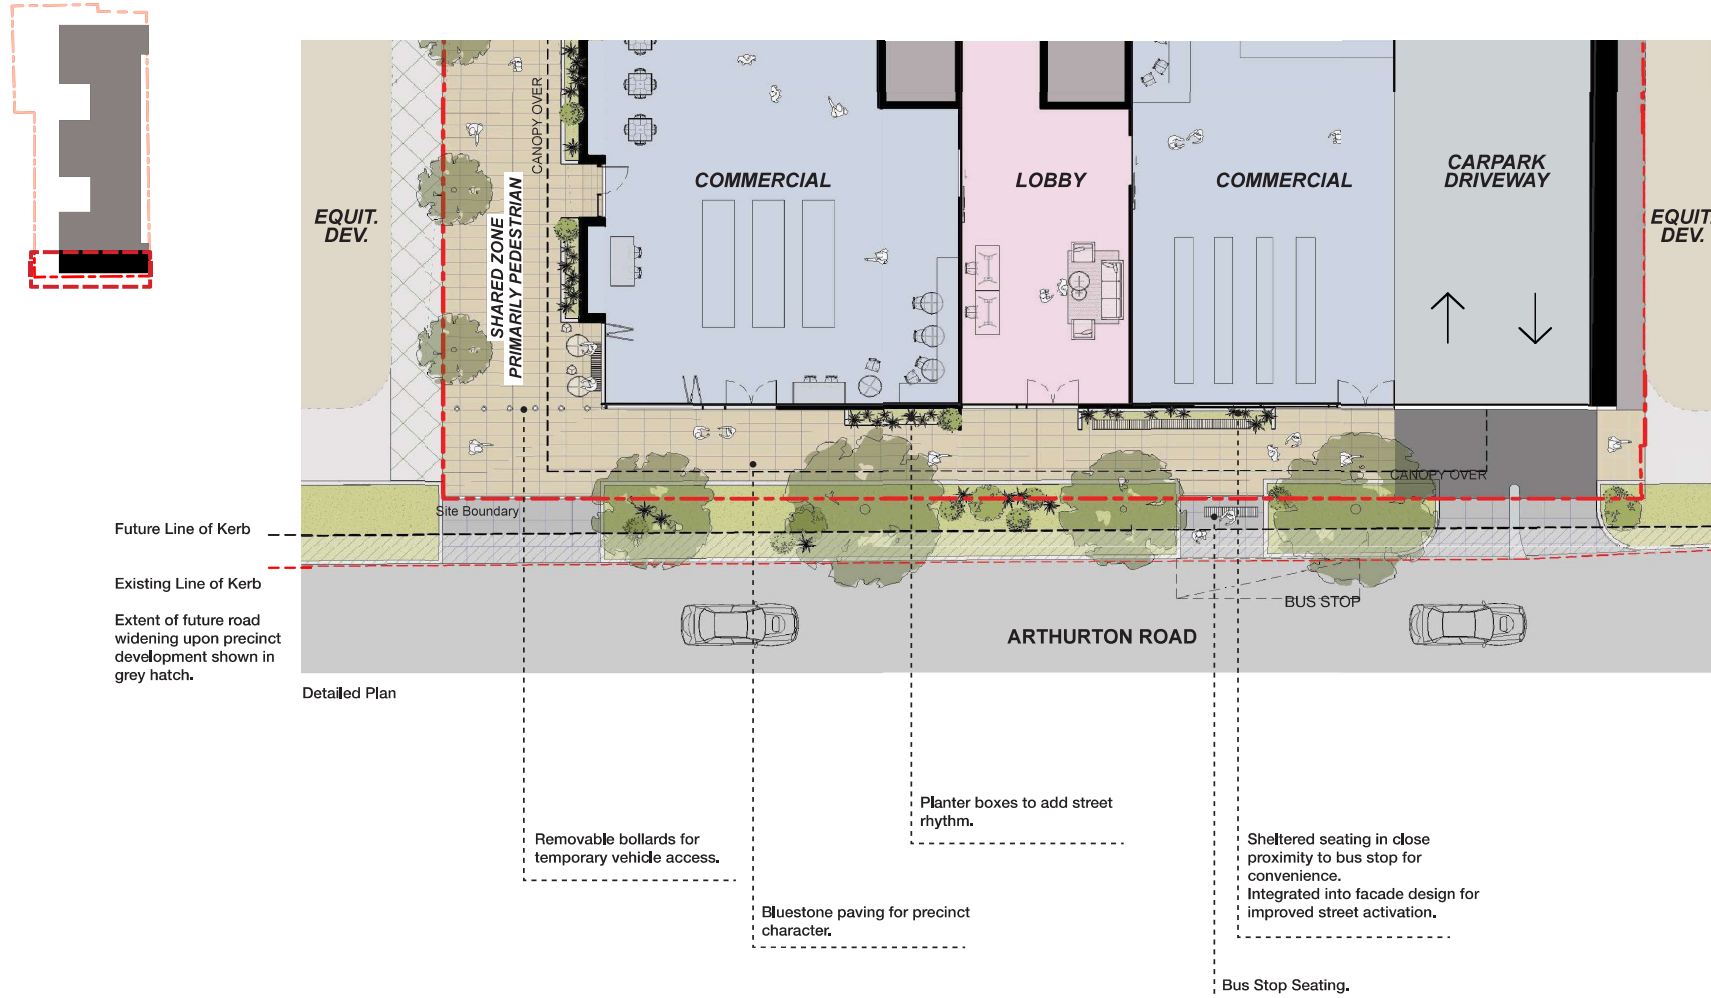 CANOPY OVER
EQUIT.
DEV.
SHARED ZONE
PRIMARILY PEDESTRIAN
COMMERCIAL
LOBBY
COMMERCIAL
CARPARK
DRIVEWAY
EQUIT.
DEV.
CANOPY OVER
Site Boundary
Future Line of Kerb
Existing Line of Kerb
Extent of future road
widening upon precinct
development shown in
grey hatch.
BUS STOP
ARTHURTON ROAD
Detailed Plan
Planter boxes to add street
rhythm.
Removable bollards for
temporary vehicle access.
Sheltered seating in close
proximity to bus stop for
convenience.
Integrated into facade design for
improved street activation.
Bluestone paving for precinct
character.
Bus Stop Seating.